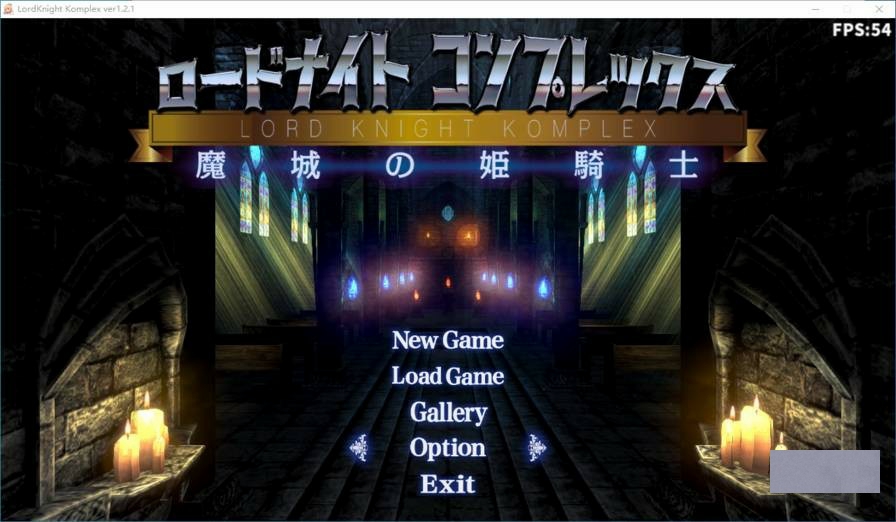 LordKnight Komplex ver1.2.1
FPS:54
ロードナイト コンプレックス
LORD KNIGHT KOMPLEX
魔城の姫騎士
New Game
Load Game
Gallery
Option
Exit